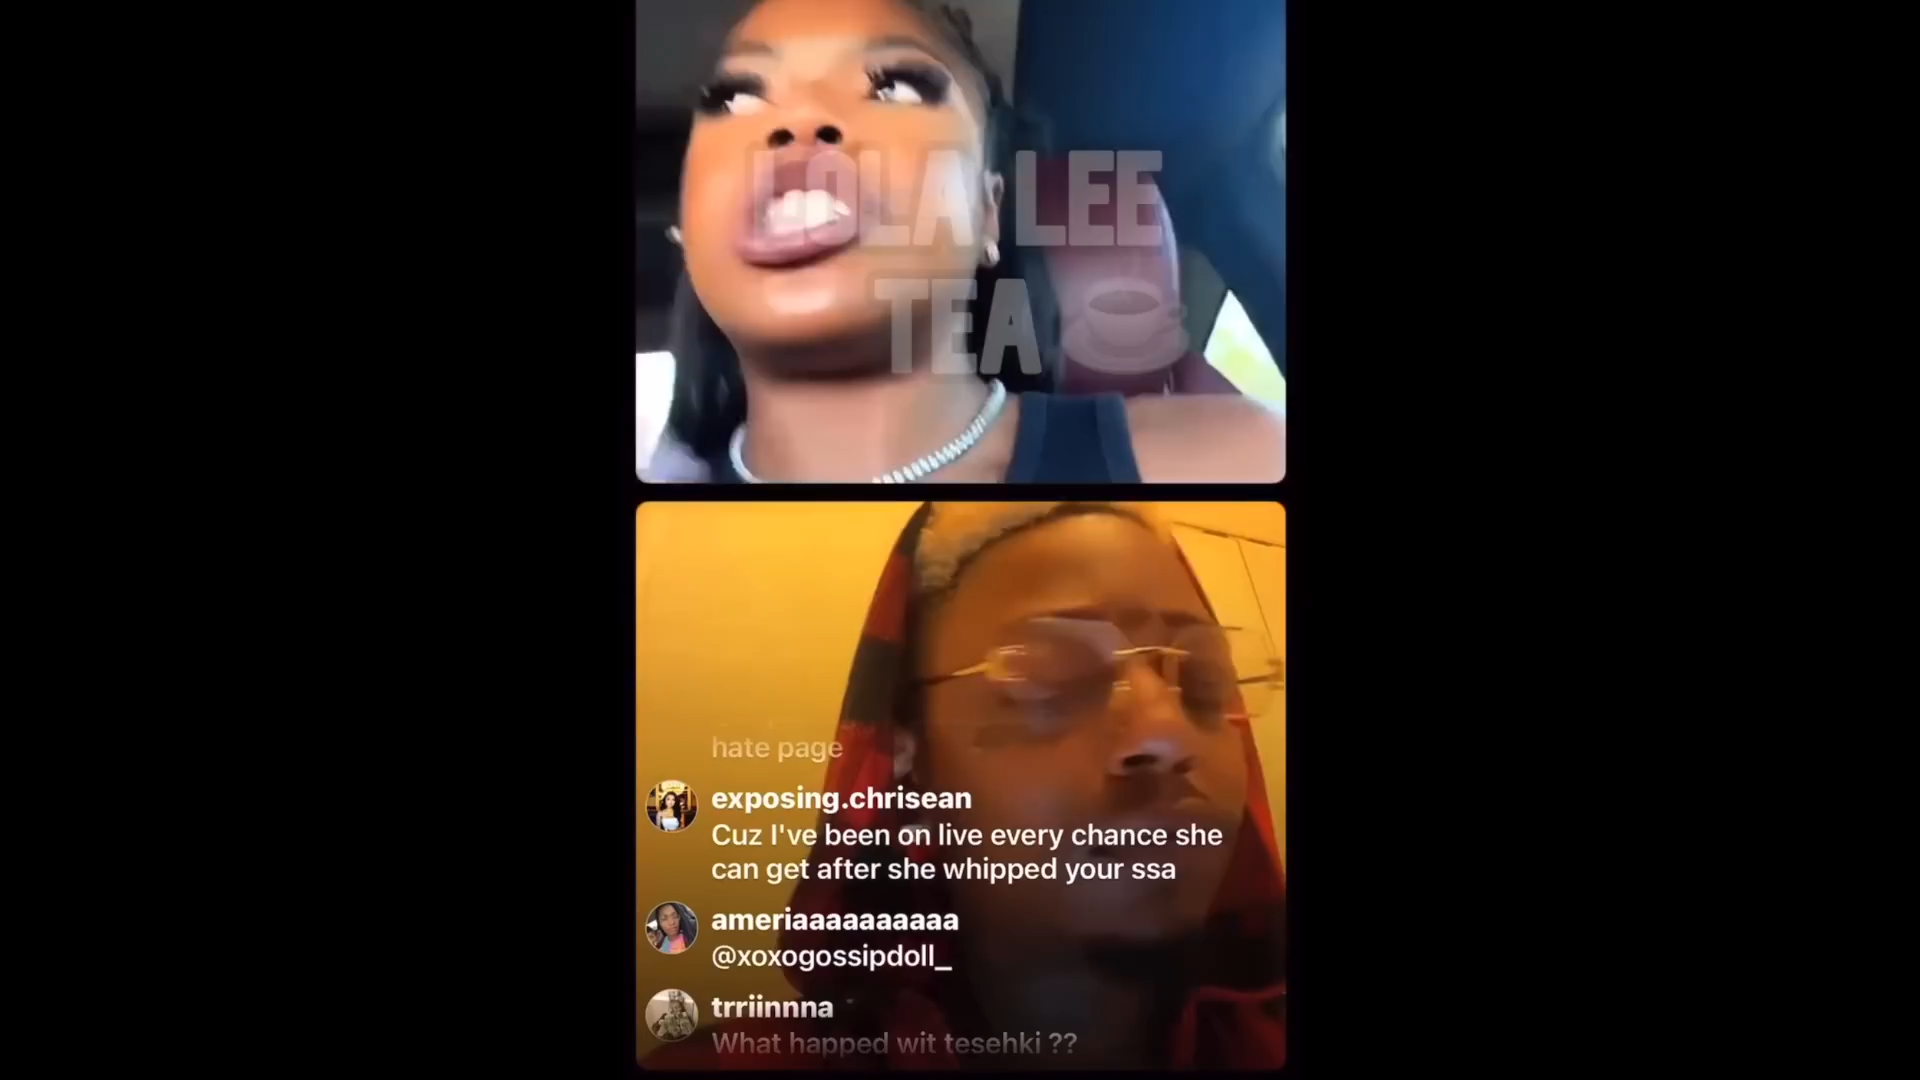 LOLA LEE
TEA
hate page
exposing.chrisean
Cuz I've been on live every chance she
can get after she whipped your ssa
ameriaaaaaaaaaa
@xoxogossipdoll_
trriinnna
What happed wit tesehki ??